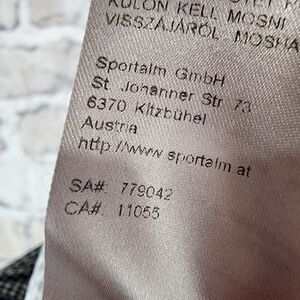 KÜLÖN KELL MOSNI
VISSZÁJÁRÓL MOSHA
Sportalm GmbH
St. Johanner Str 73
6370 Kitzbühel
Austria
http://www sportalm at
SA#: 779042
CA#: 11055